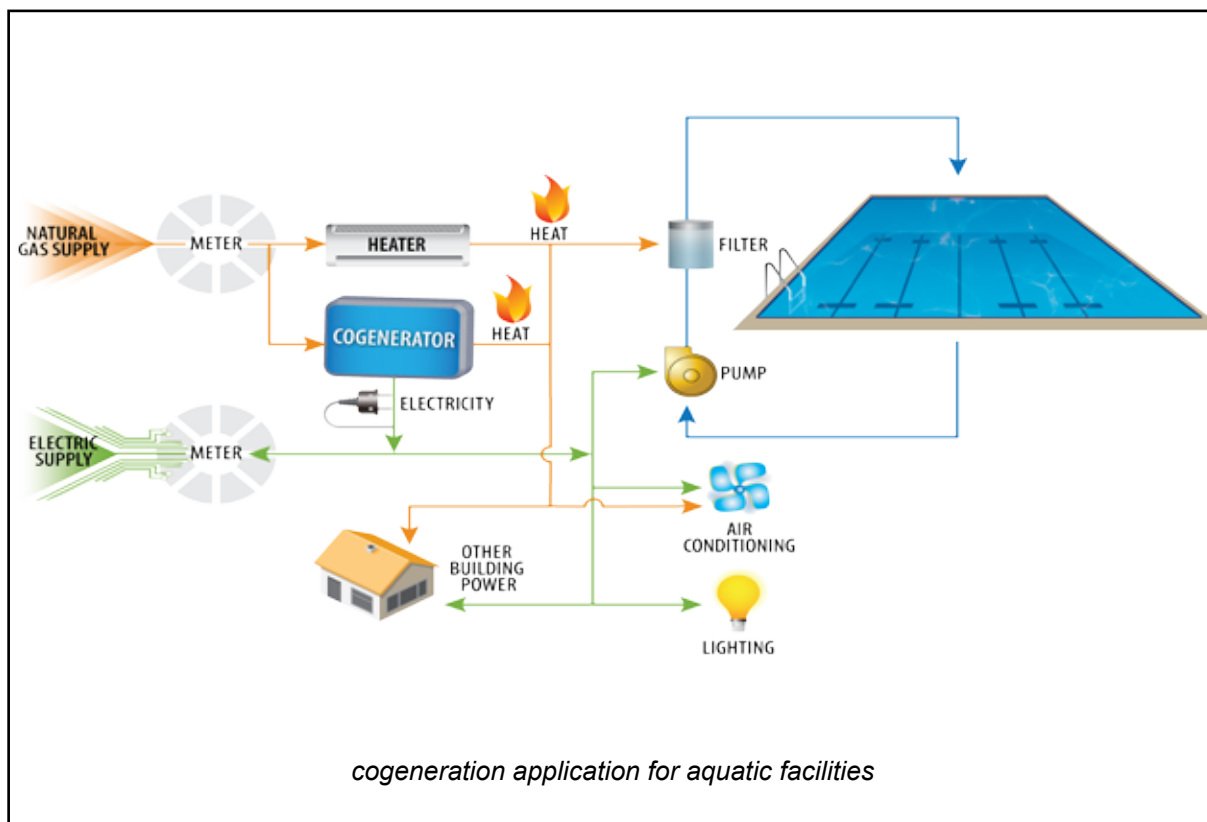 NATURAL
GAS SUPPLY
METER
HEATER
HEAT
FILTER
COGENERATOR
HEAT
PUMP
ELECTRICITY
ELECTRIC
SUPPLY
METER
AIR
CONDITIONING
OTHER
BUILDING
POWER
LIGHTING
cogeneration application for aquatic facilities